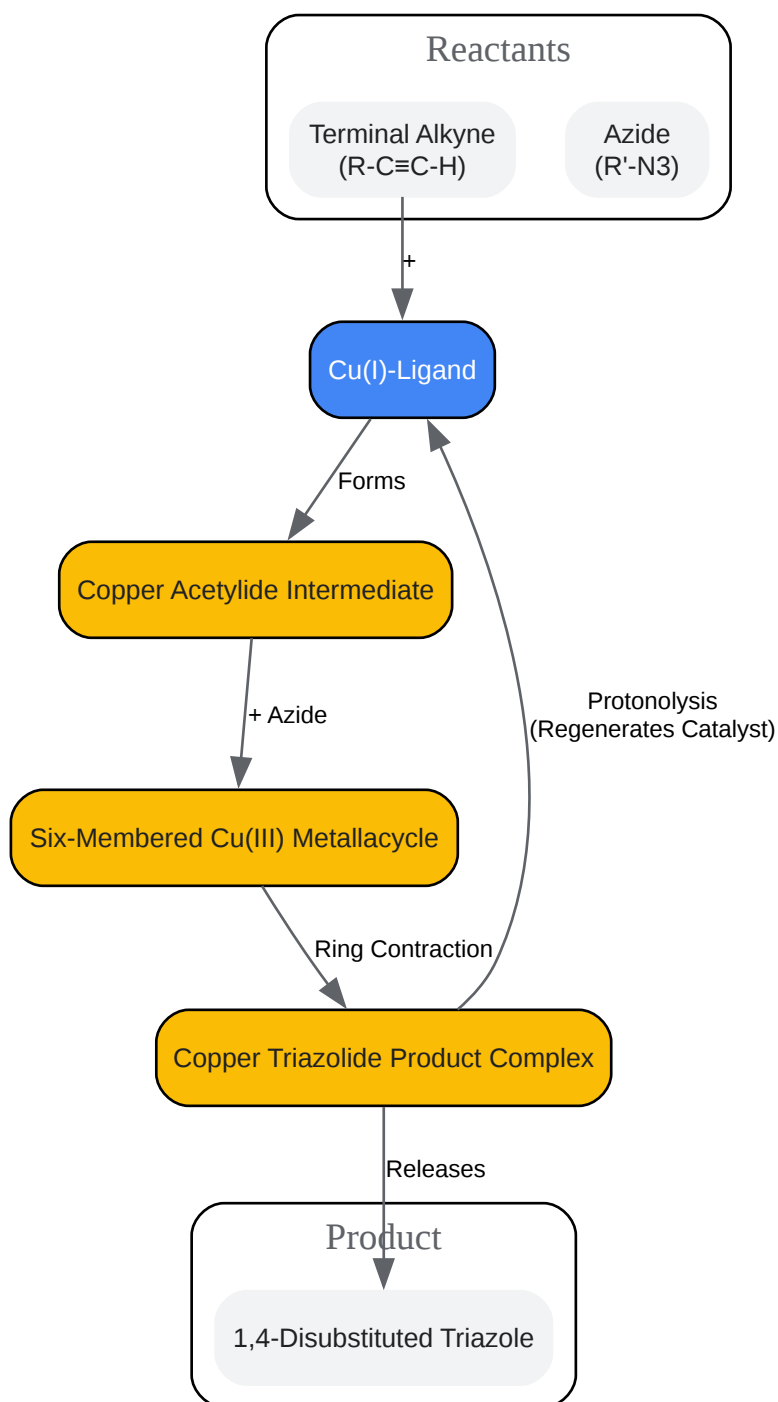 Reactants
Terminal Alkyne
(R-C≡C-H)
Azide
(R'-N3)
+
Cu(I)-Ligand
Forms
Copper Acetylide Intermediate
+ Azide
Protonolysis
(Regenerates Catalyst)
Six-Membered Cu(III) Metallacycle
Ring Contraction
Copper Triazolide Product Complex
Releases
Product
1,4-Disubstituted Triazole